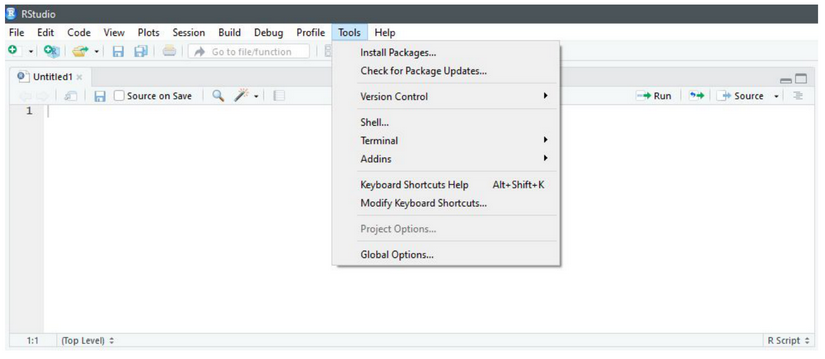 RStudio
File Edit Code View Plots Session Build Debug Profile Tools Help
Go to file/function
Install Packages...
Check for Package Updates...
Version Control
Shell...
Terminal
Addins
Keyboard Shortcuts Help Alt+Shift+K
Modify Keyboard Shortcuts...
Project Options...
Global Options...
Untitled1
Source on Save
Run Source
1
1:1 (Top Level) R Script